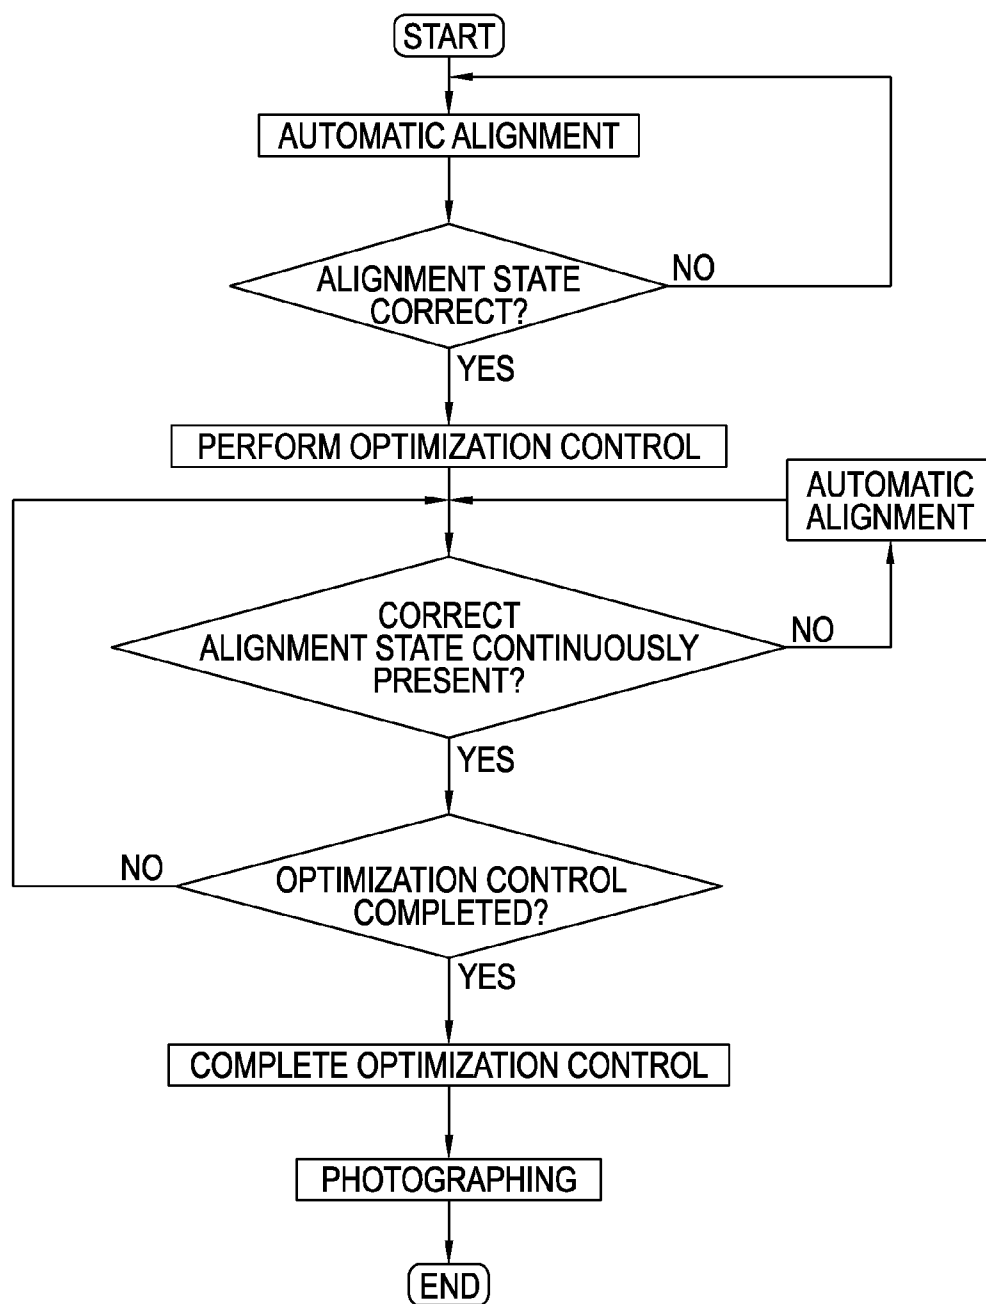 START
AUTOMATIC ALIGNMENT
ALIGNMENT STATE
CORRECT?
NO
YES
PERFORM OPTIMIZATION CONTROL
AUTOMATIC
ALIGNMENT
CORRECT
ALIGNMENT STATE CONTINUOUSLY
PRESENT?
NO
YES
NO
OPTIMIZATION CONTROL
COMPLETED?
YES
COMPLETE OPTIMIZATION CONTROL
PHOTOGRAPHING
END